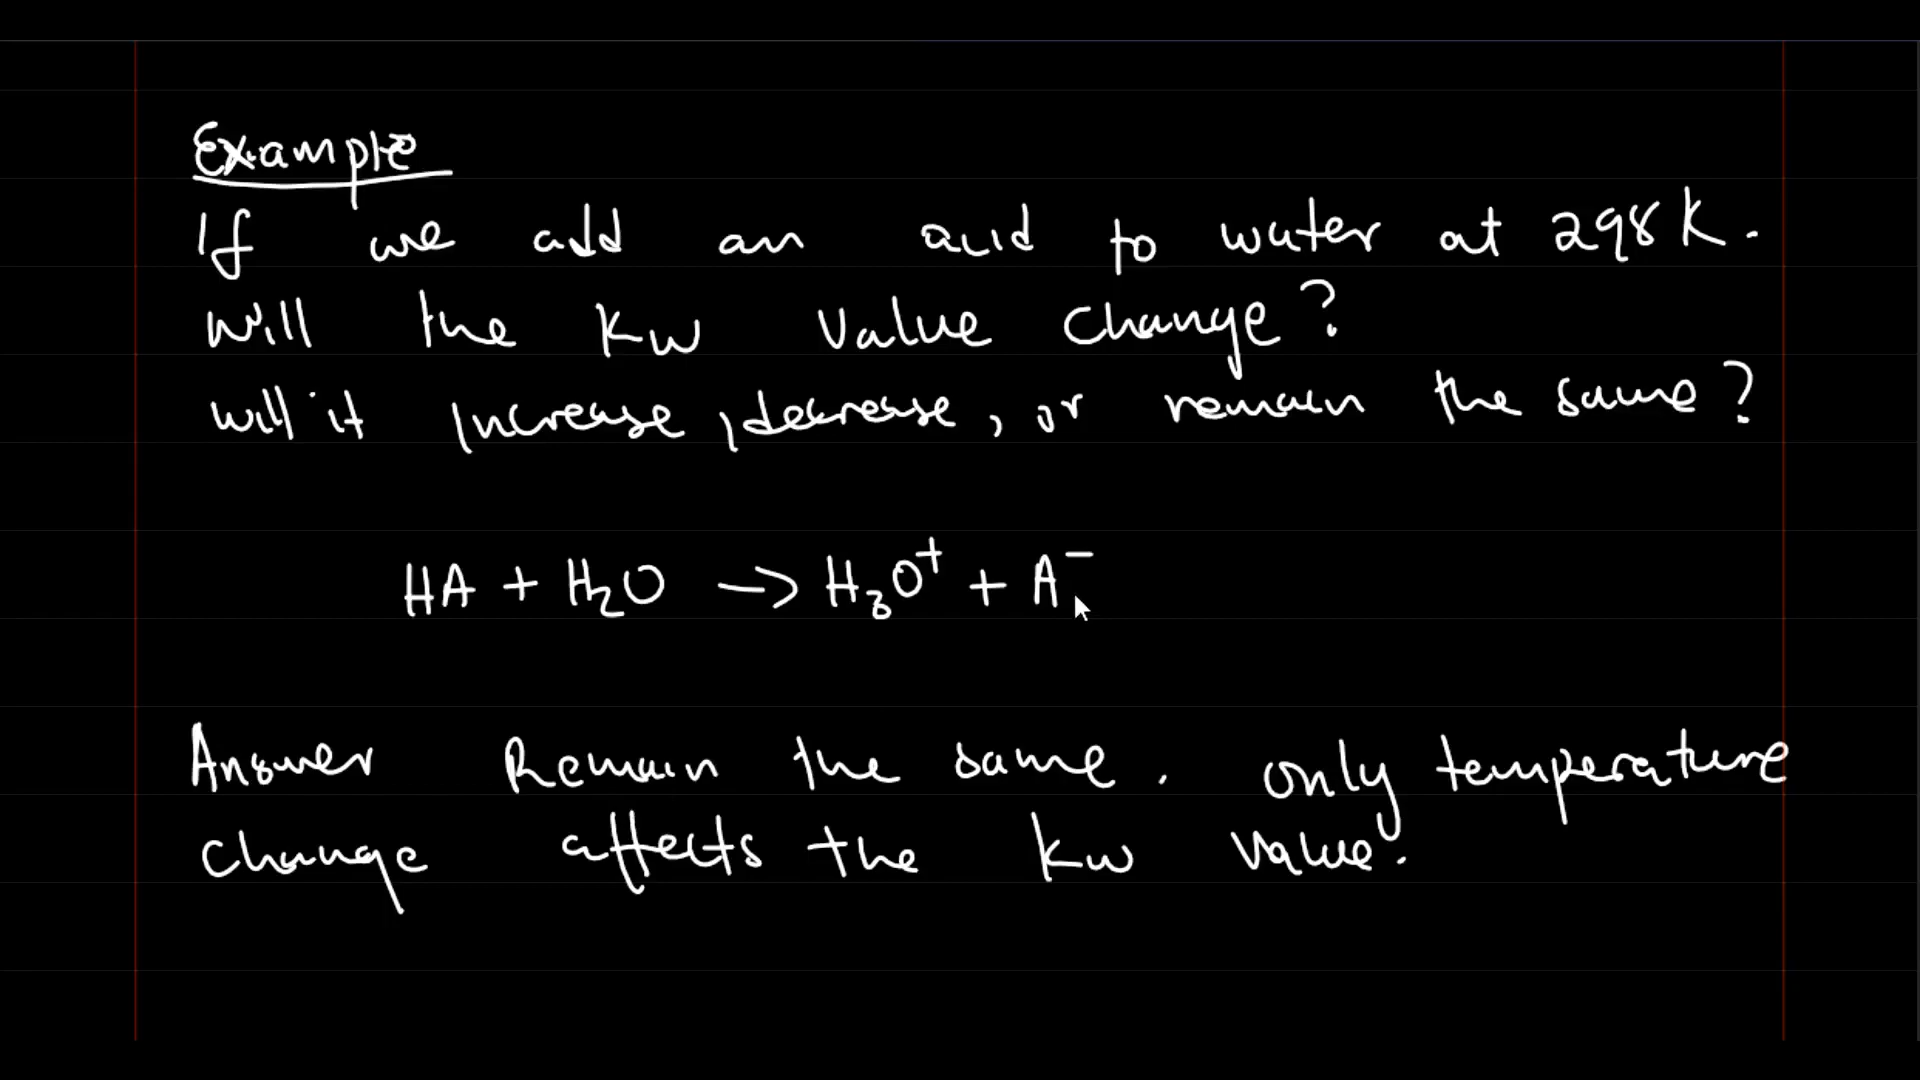 Example
If we add an acid to water at 298K.
Will the Kw Value change?
will it Increase, decrease, or remain the same?
HA + H₂O → H₃O⁺ + A⁻
Answer Remain the same. only temperature
change affects the Kw value.